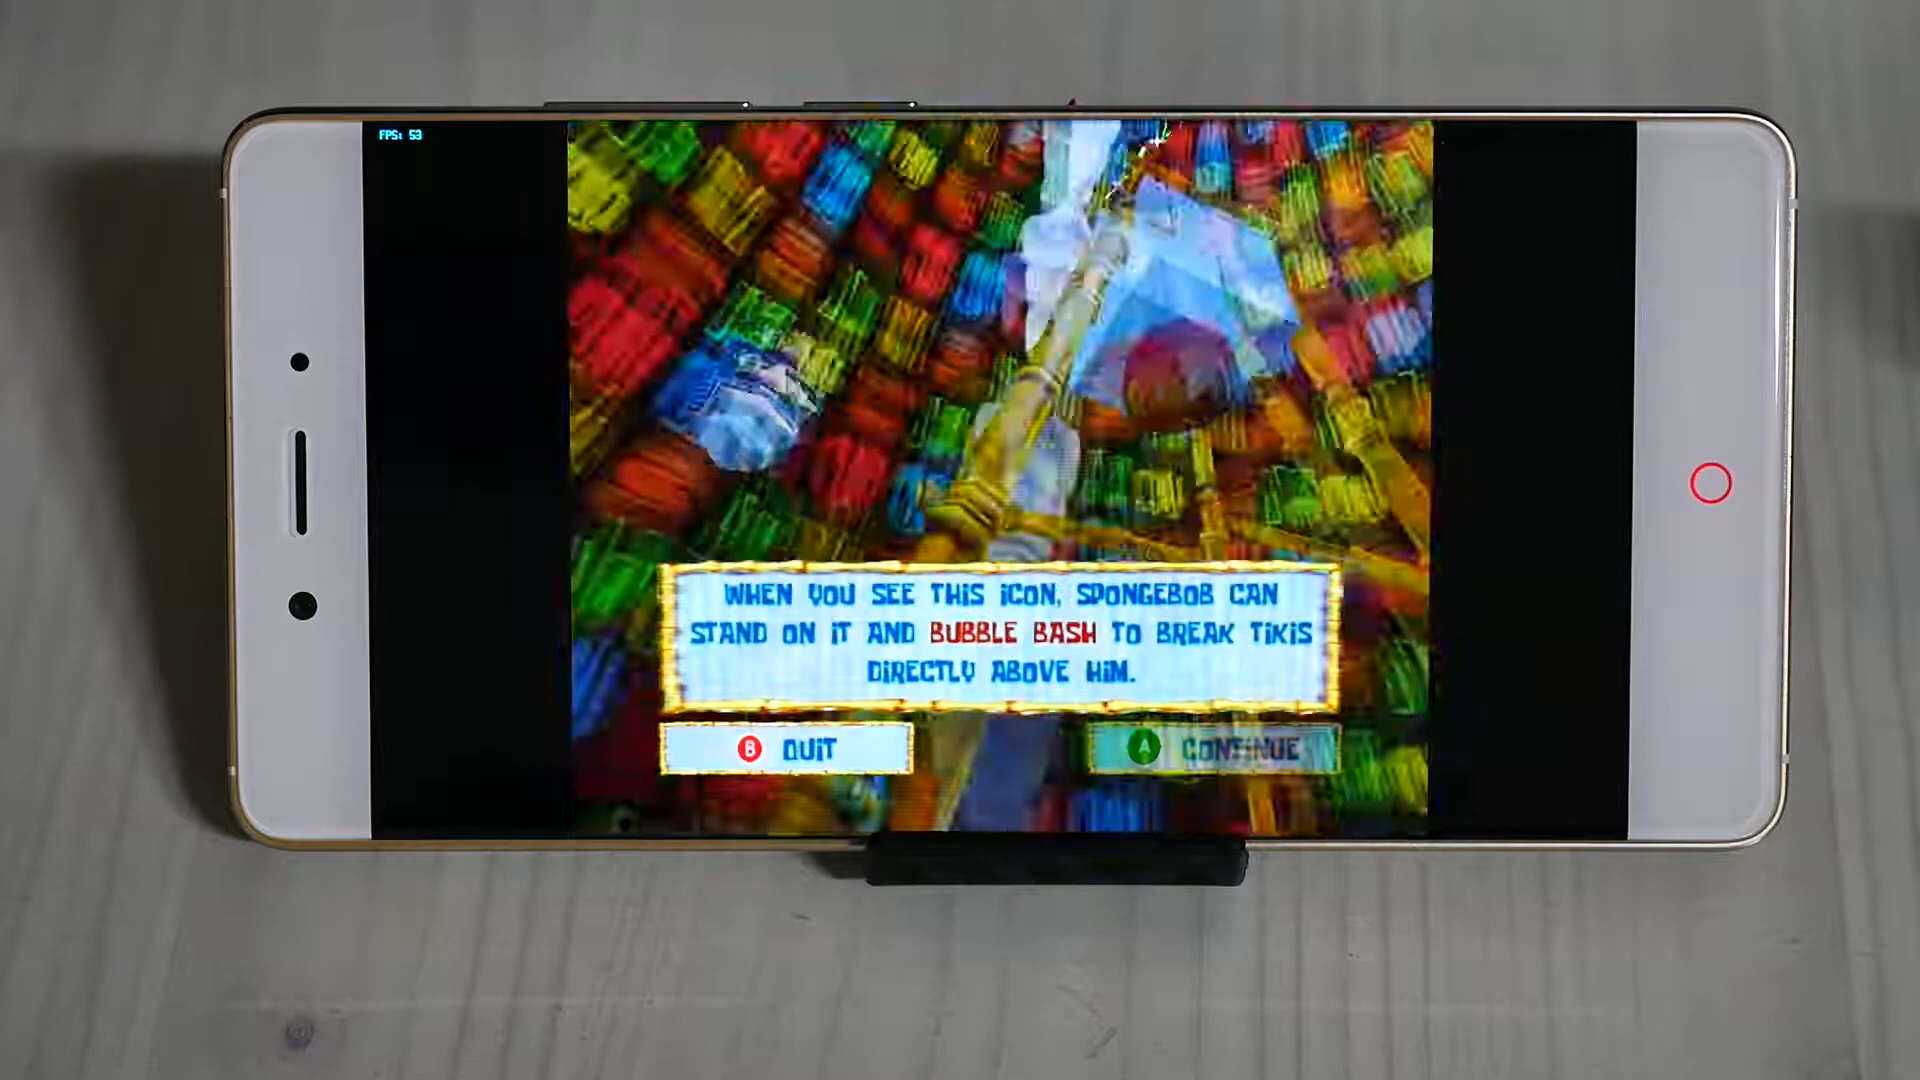 FPS: 53
WHEN YOU SEE THIS ICON, SPONGEBOB CAN
STAND ON IT AND BUBBLE BASH TO BREAK TIKIS
DIRECTLY ABOVE HIM.
B QUIT
A CONTINUE